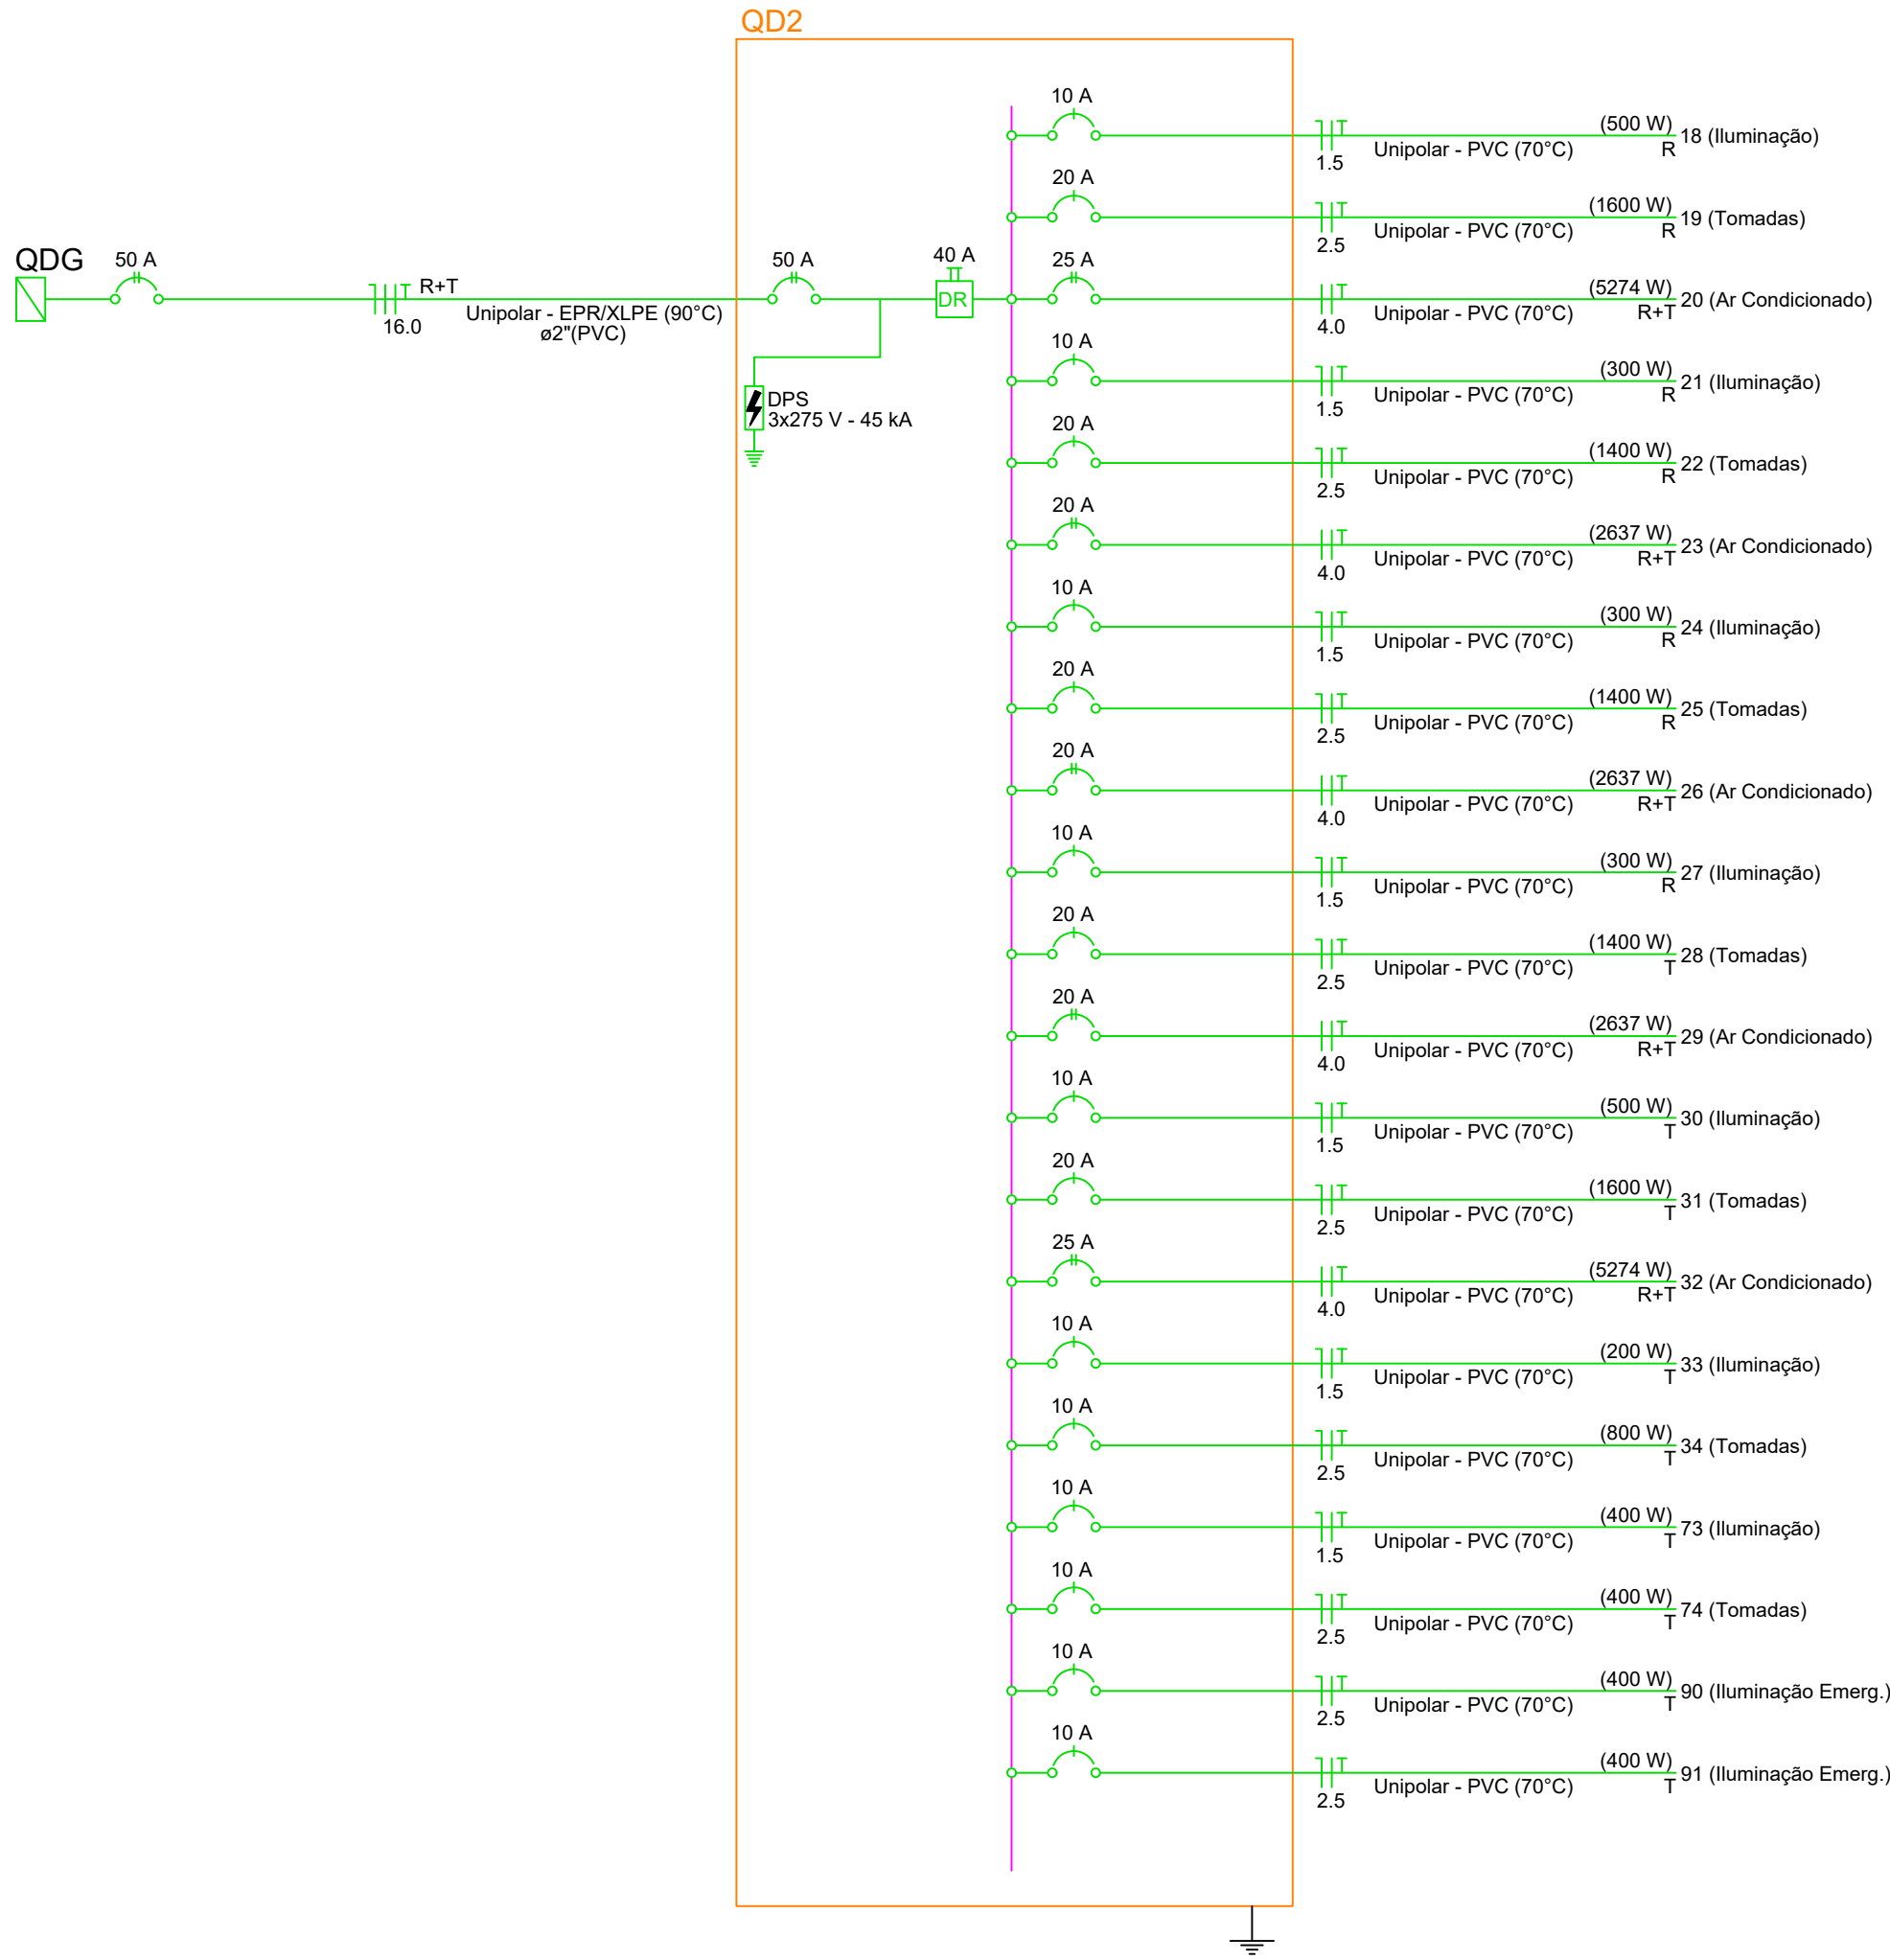 QD2
QDG
50 A
R+T
16.0
Unipolar - EPR/XLPE (90°C)
ø2"(PVC)
50 A
40 A
DR
DPS
3x275 V - 45 kA
10 A
T
1.5
Unipolar - PVC (70°C)
(500 W)
R
18 (Iluminação)
20 A
2.5
Unipolar - PVC (70°C)
(1600 W)
R
19 (Tomadas)
25 A
4.0
Unipolar - PVC (70°C)
(5274 W)
R+T
20 (Ar Condicionado)
10 A
1.5
Unipolar - PVC (70°C)
(300 W)
R
21 (Iluminação)
20 A
2.5
Unipolar - PVC (70°C)
(1400 W)
R
22 (Tomadas)
20 A
4.0
Unipolar - PVC (70°C)
(2637 W)
R+T
23 (Ar Condicionado)
10 A
1.5
Unipolar - PVC (70°C)
(300 W)
R
24 (Iluminação)
20 A
2.5
Unipolar - PVC (70°C)
(1400 W)
R
25 (Tomadas)
20 A
4.0
Unipolar - PVC (70°C)
(2637 W)
R+T
26 (Ar Condicionado)
10 A
1.5
Unipolar - PVC (70°C)
(300 W)
R
27 (Iluminação)
20 A
2.5
Unipolar - PVC (70°C)
(1400 W)
T
28 (Tomadas)
20 A
4.0
Unipolar - PVC (70°C)
(2637 W)
R+T
29 (Ar Condicionado)
10 A
1.5
Unipolar - PVC (70°C)
(500 W)
T
30 (Iluminação)
20 A
2.5
Unipolar - PVC (70°C)
(1600 W)
T
31 (Tomadas)
25 A
4.0
Unipolar - PVC (70°C)
(5274 W)
R+T
32 (Ar Condicionado)
10 A
1.5
Unipolar - PVC (70°C)
(200 W)
T
33 (Iluminação)
10 A
2.5
Unipolar - PVC (70°C)
(800 W)
T
34 (Tomadas)
10 A
1.5
Unipolar - PVC (70°C)
(400 W)
T
73 (Iluminação)
10 A
2.5
Unipolar - PVC (70°C)
(400 W)
T
74 (Tomadas)
10 A
2.5
Unipolar - PVC (70°C)
(400 W)
T
90 (Iluminação Emerg.)
10 A
2.5
Unipolar - PVC (70°C)
(400 W)
T
91 (Iluminação Emerg.)